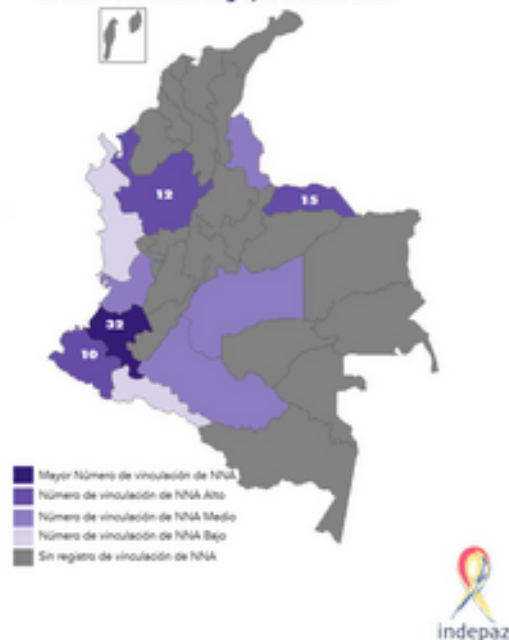 12
15
32
10
Mayor Número de vinculación de NNA
Número de vinculación de NNA Alto
Número de vinculación de NNA Medio
Número de vinculación de NNA Bajo
Sin registro de vinculación de NNA
indepaz